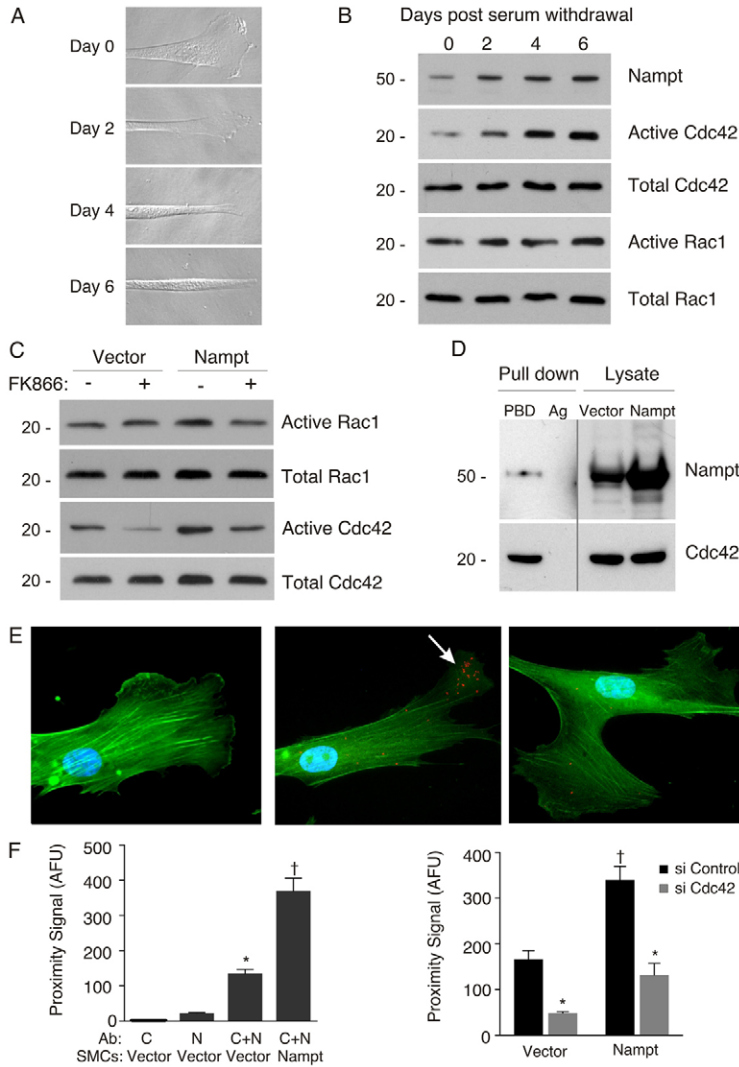 A
Day 0
Day 2
Day 4
Day 6
B
Days post serum withdrawal
0 2 4 6
50 - Nampt
20 - Active Cdc42
20 - Total Cdc42
20 - Active Rac1
20 - Total Rac1
C
Vector Nampt
FK866: - + - +
20 - Active Rac1
20 - Total Rac1
20 - Active Cdc42
20 - Total Cdc42
D
Pull down Lysate
PBD Ag Vector Nampt
50 - Nampt
20 - Cdc42
E
F
Proximity Signal (AFU)
500
400
300
200
100
0
*
†
Ab: C N C+N C+N
SMCs: Vector Vector Vector Nampt
Proximity Signal (AFU)
400
300
200
100
0
*
†
*
si Control
si Cdc42
Vector Nampt